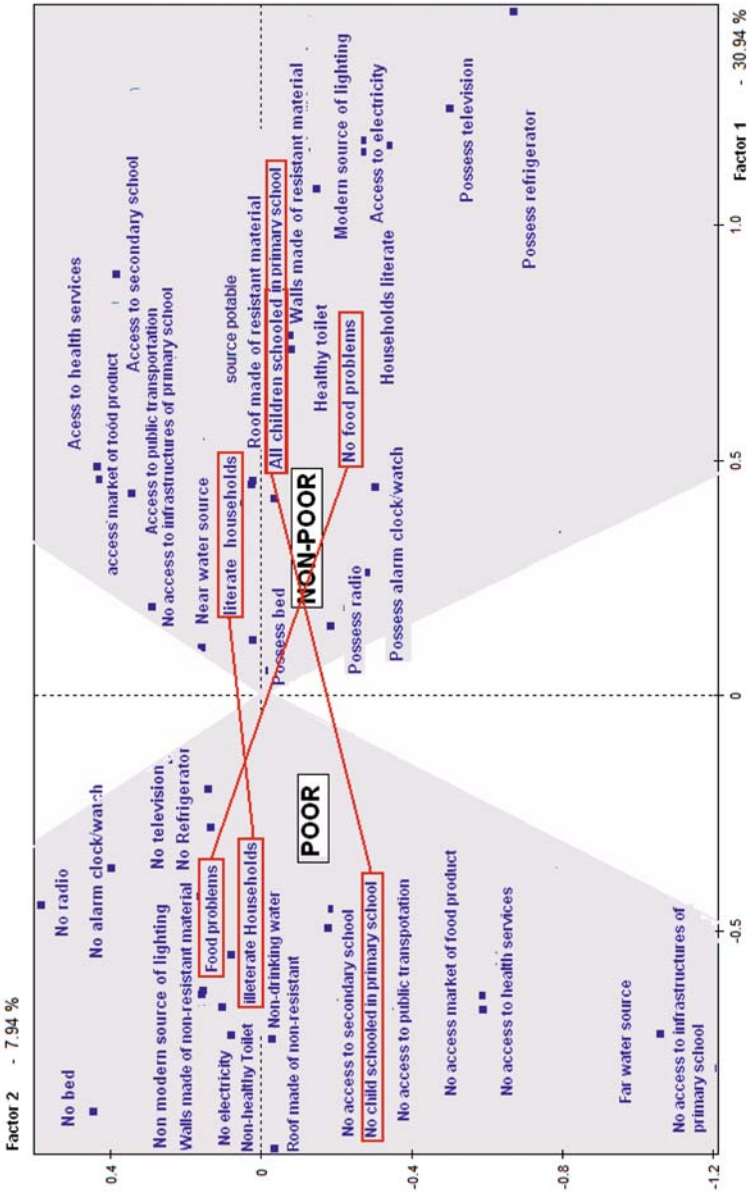 Factor 2 - 7.94 %
No bed
No radio
No alarm clock/watch
Non modern source of lighting
Walls made of non-resistant material
No television
No Refrigerator
Food problems
No electricity
Non-healthy Toilet
illeterate Households
Non-drinking water
Roof made of non-resistant
POOR
No access to secondary school
No child schooled in primary school
No access to public transpotation
No access market of food product
No access to health services
Far water source
No access to infrastructures of
primary school
Acess to health services
access market of food product
Access to secondary school
Access to public transportation
No access to infrastructures of primary school
Near water source
literate households
source potable
Roof made of resistant material
All children schooled in primary school
Possess bed
NON-POOR
Walls made of resistant material
Healthy toilet
No food problems
Modern source of lighting
Access to electricity
Households literate
Possess radio
Possess alarm clock/watch
Possess television
Possess refrigerator
0.4
0
-0.4
-0.8
-1.2
-0.5
0
0.5
1.0
Factor 1 - 30.94 %